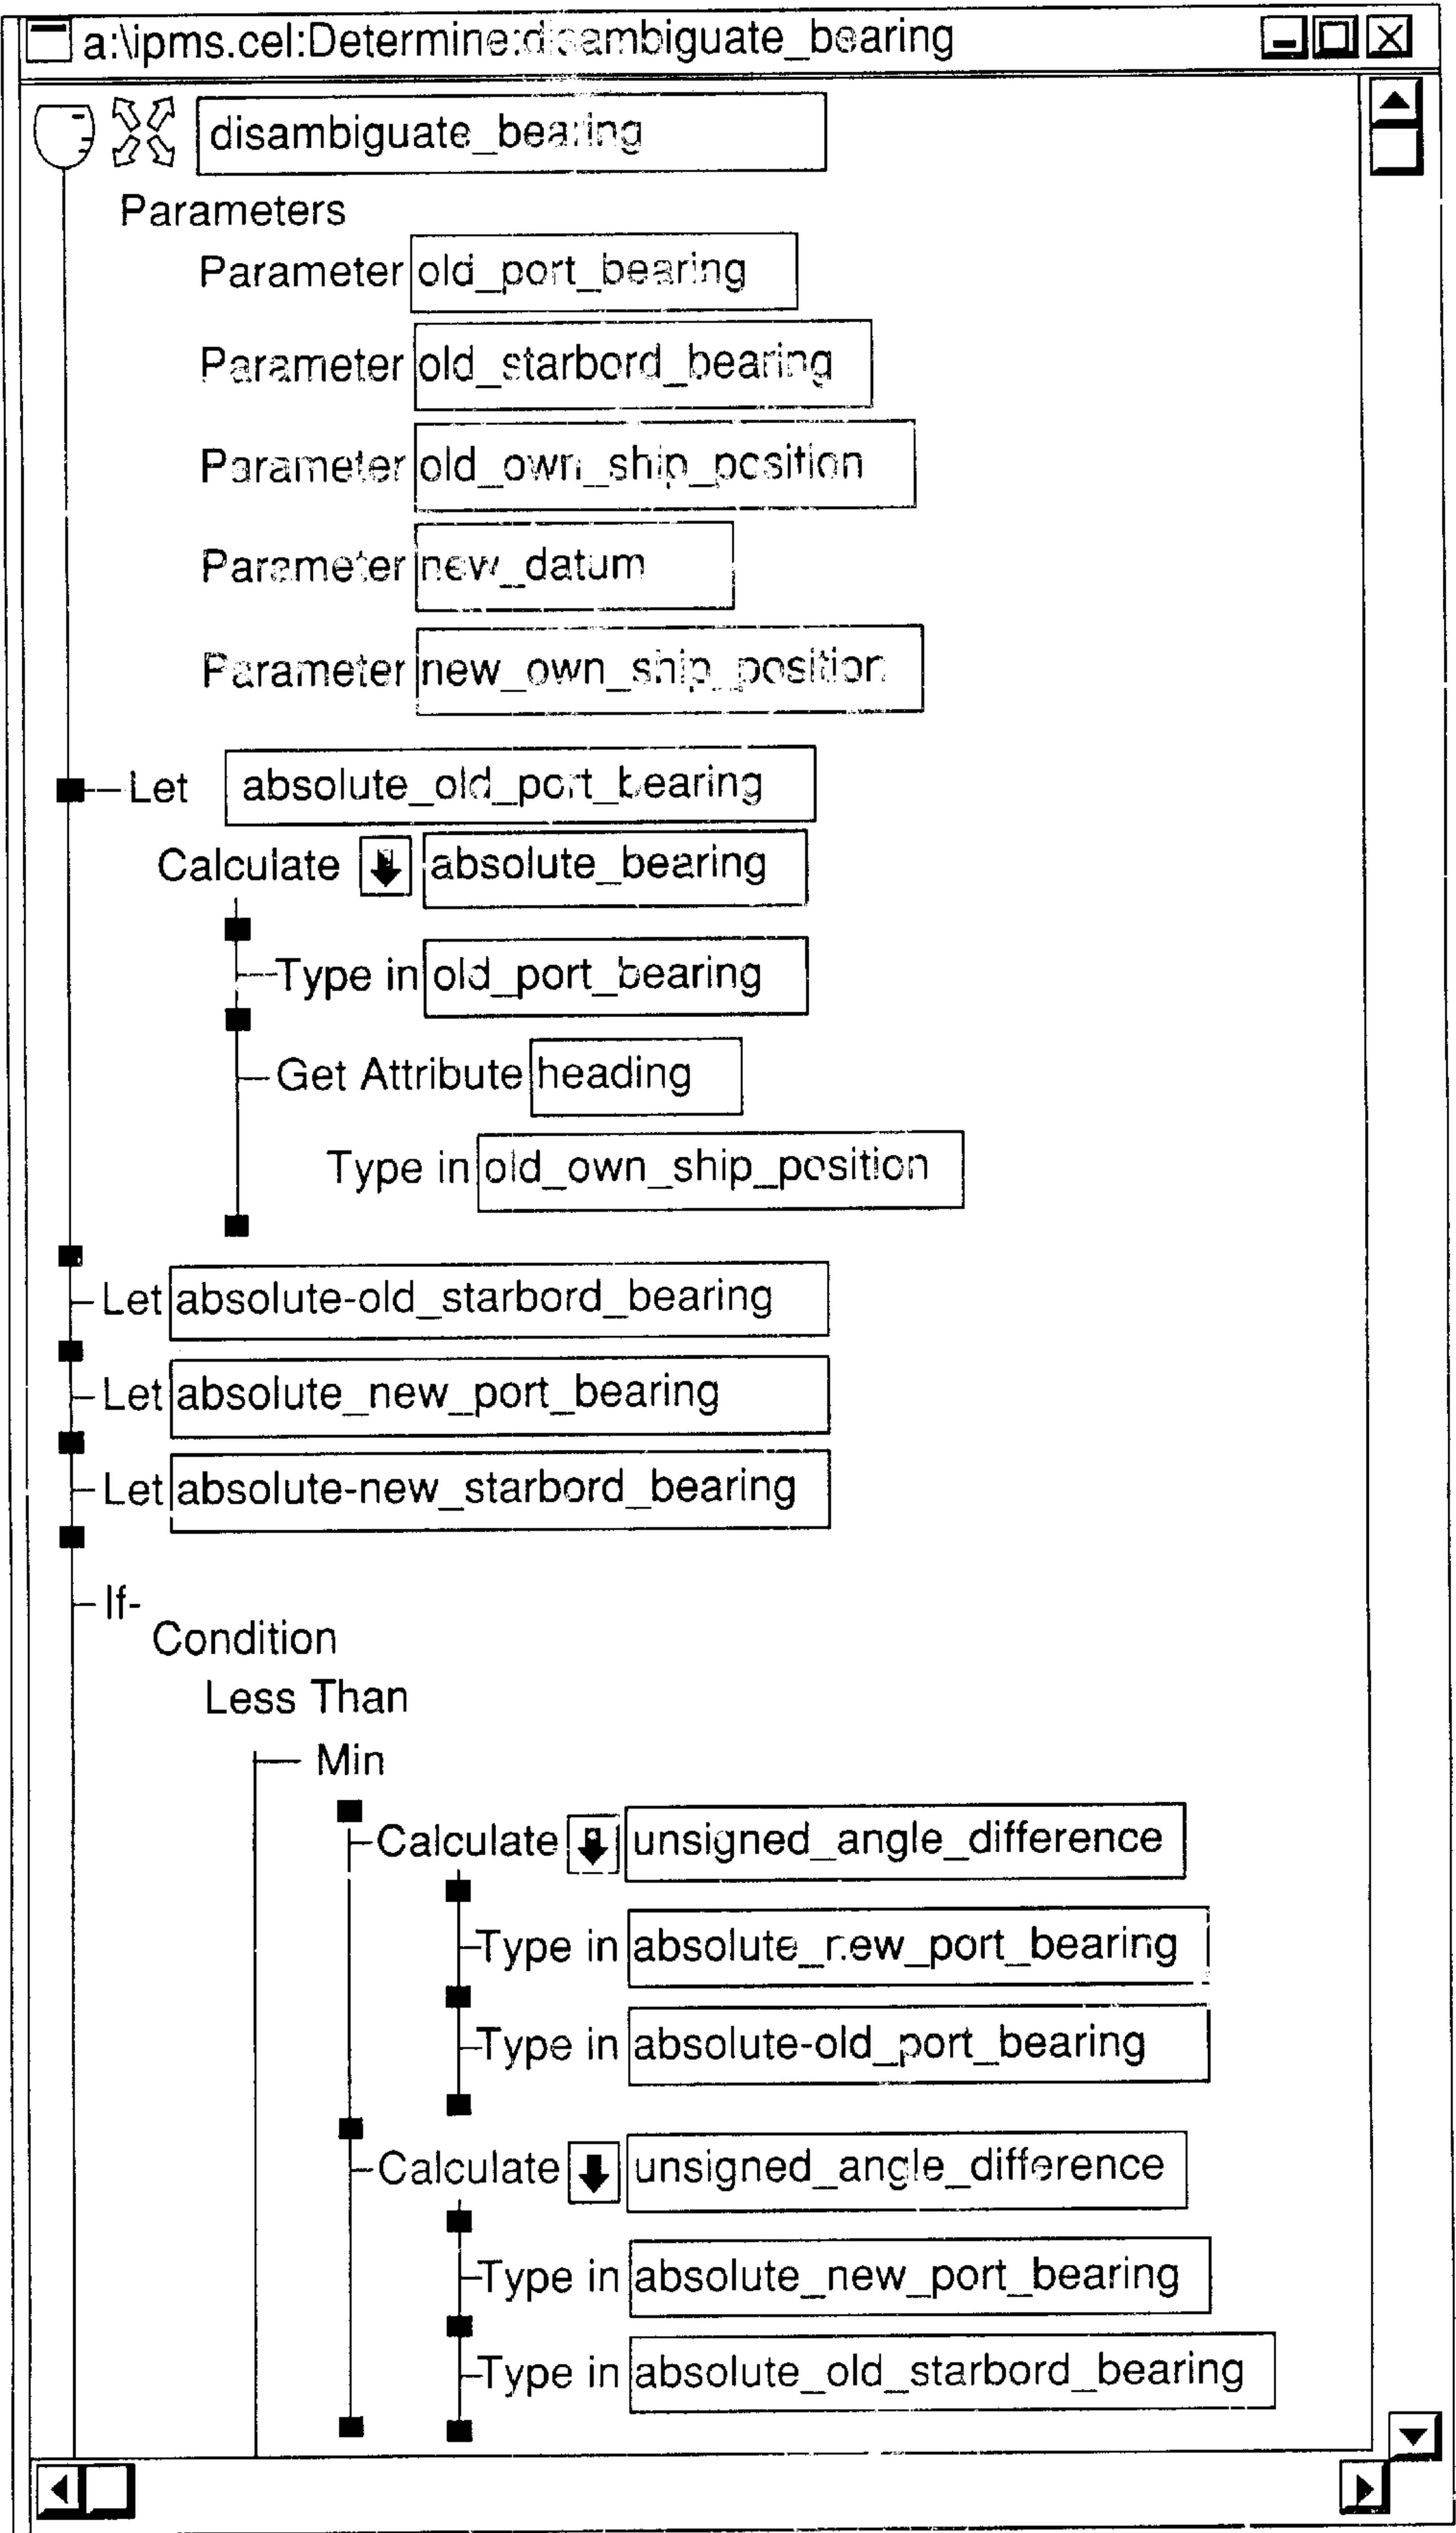 a:\ipms.cel:Determine:disambiguate_bearing
disambiguate_bearing
Parameters
Parameter old_port_bearing
Parameter old_starbord_bearing
Parameter old_own_ship_position
Parameter new_datum
Parameter new_own_ship_position
Let absolute_old_port_bearing
Calculate absolute_bearing
Type in old_port_bearing
Get Attribute heading
Type in old_own_ship_position
Let absolute-old_starbord_bearing
Let absolute_new_port_bearing
Let absolute-new_starbord_bearing
If-
Condition
Less Than
Min
Calculate unsigned_angle_difference
Type in absolute_new_port_bearing
Type in absolute-old_port_bearing
Calculate unsigned_angle_difference
Type in absolute_new_port_bearing
Type in absolute_old_starbord_bearing